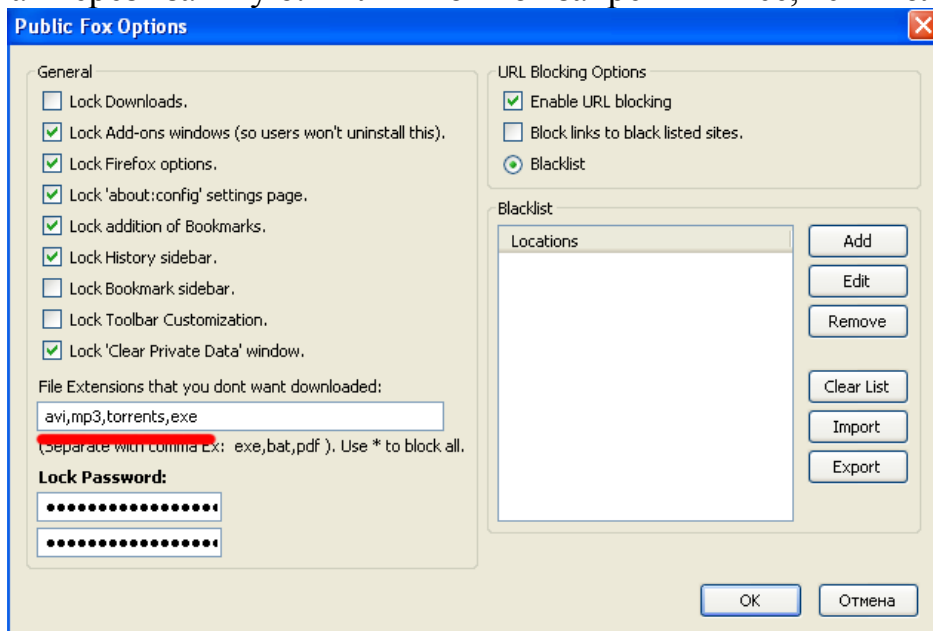 Public Fox Options
General
Lock Downloads.
Lock Add-ons windows (so users won't uninstall this).
Lock Firefox options.
Lock 'about:config' settings page.
Lock addition of Bookmarks.
Lock History sidebar.
Lock Bookmark sidebar.
Lock Toolbar Customization.
Lock 'Clear Private Data' window.
File Extensions that you dont want downloaded:
avi,mp3,torrents,exe
(Separate with comma Ex: exe,bat,pdf ). Use * to block all.
Lock Password:
URL Blocking Options
Enable URL blocking
Block links to black listed sites.
Blacklist
Blacklist
Locations
Add
Edit
Remove
Clear List
Import
Export
OK
Отмена